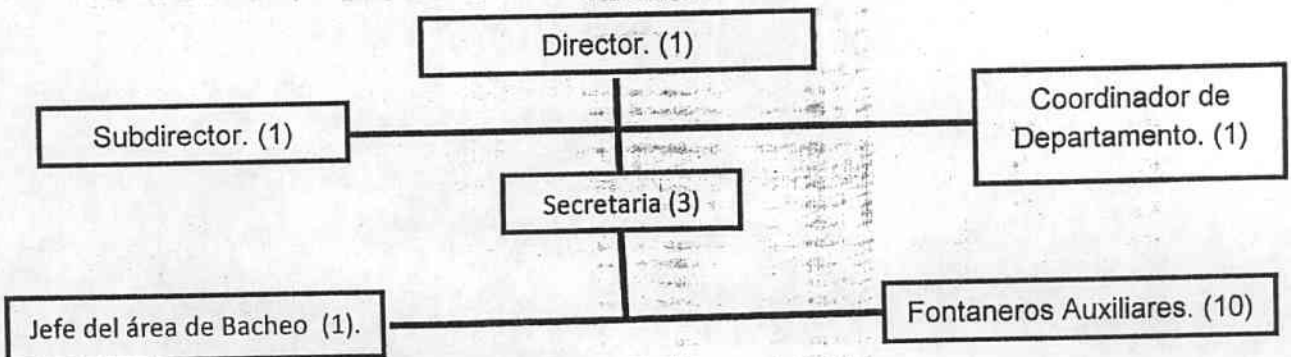 Director. (1)
Subdirector. (1)
Coordinador de
Departamento. (1)
Secretaria (3)
Jefe del área de Bacheo (1).
Fontaneros Auxiliares. (10)